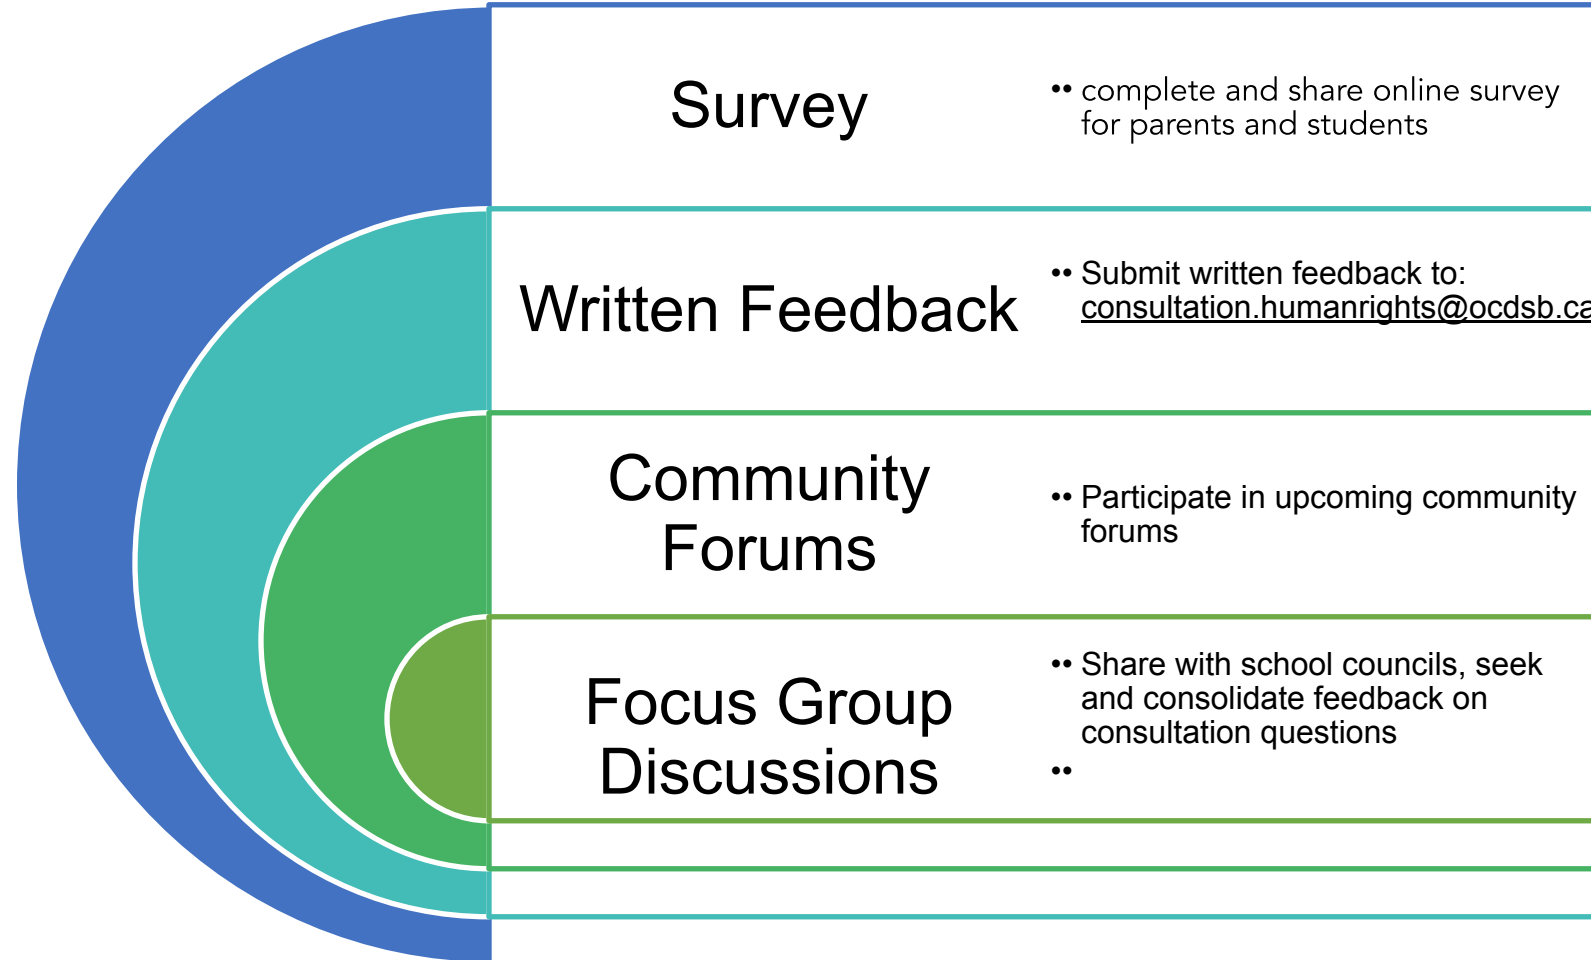 Survey
•• complete and share online survey
for parents and students
Written Feedback
•• Submit written feedback to:
consultation.humanrights@ocdsb.ca
Community
Forums
•• Participate in upcoming community
forums
Focus Group
Discussions
•• Share with school councils, seek
and consolidate feedback on
consultation questions
••